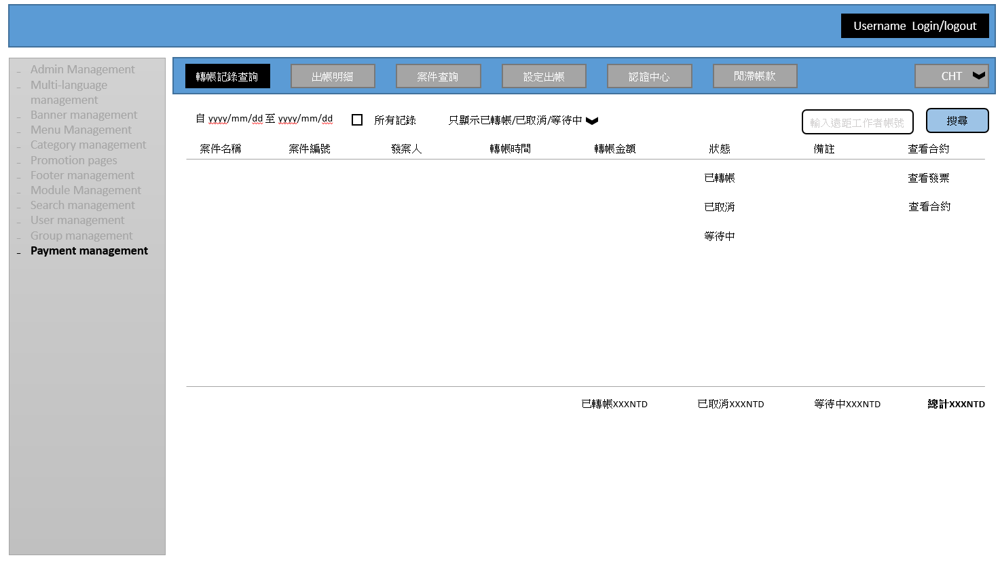 Username Login/logout
Admin Management
Multi-language
management
Banner management
Menu Management
Category management
Promotion pages
Footer management
Module Management
Search management
User management
Group management
Payment management
轉帳記錄查詢 出帳明細 案件查詢 設定出帳 認證中心 閒滯帳款 CHT
自 yyyy/mm/dd 至 yyyy/mm/dd 所有記錄 只顯示已轉帳/已取消/等待中 輸入遠距工作者帳號 搜尋
案件名稱 案件編號 發案人 轉帳時間 轉帳金額 狀態 備註 查看合約
已轉帳 查看發票
已取消 查看合約
等待中
已轉帳XXXNTD 已取消XXXNTD 等待中XXXNTD 總計XXXNTD